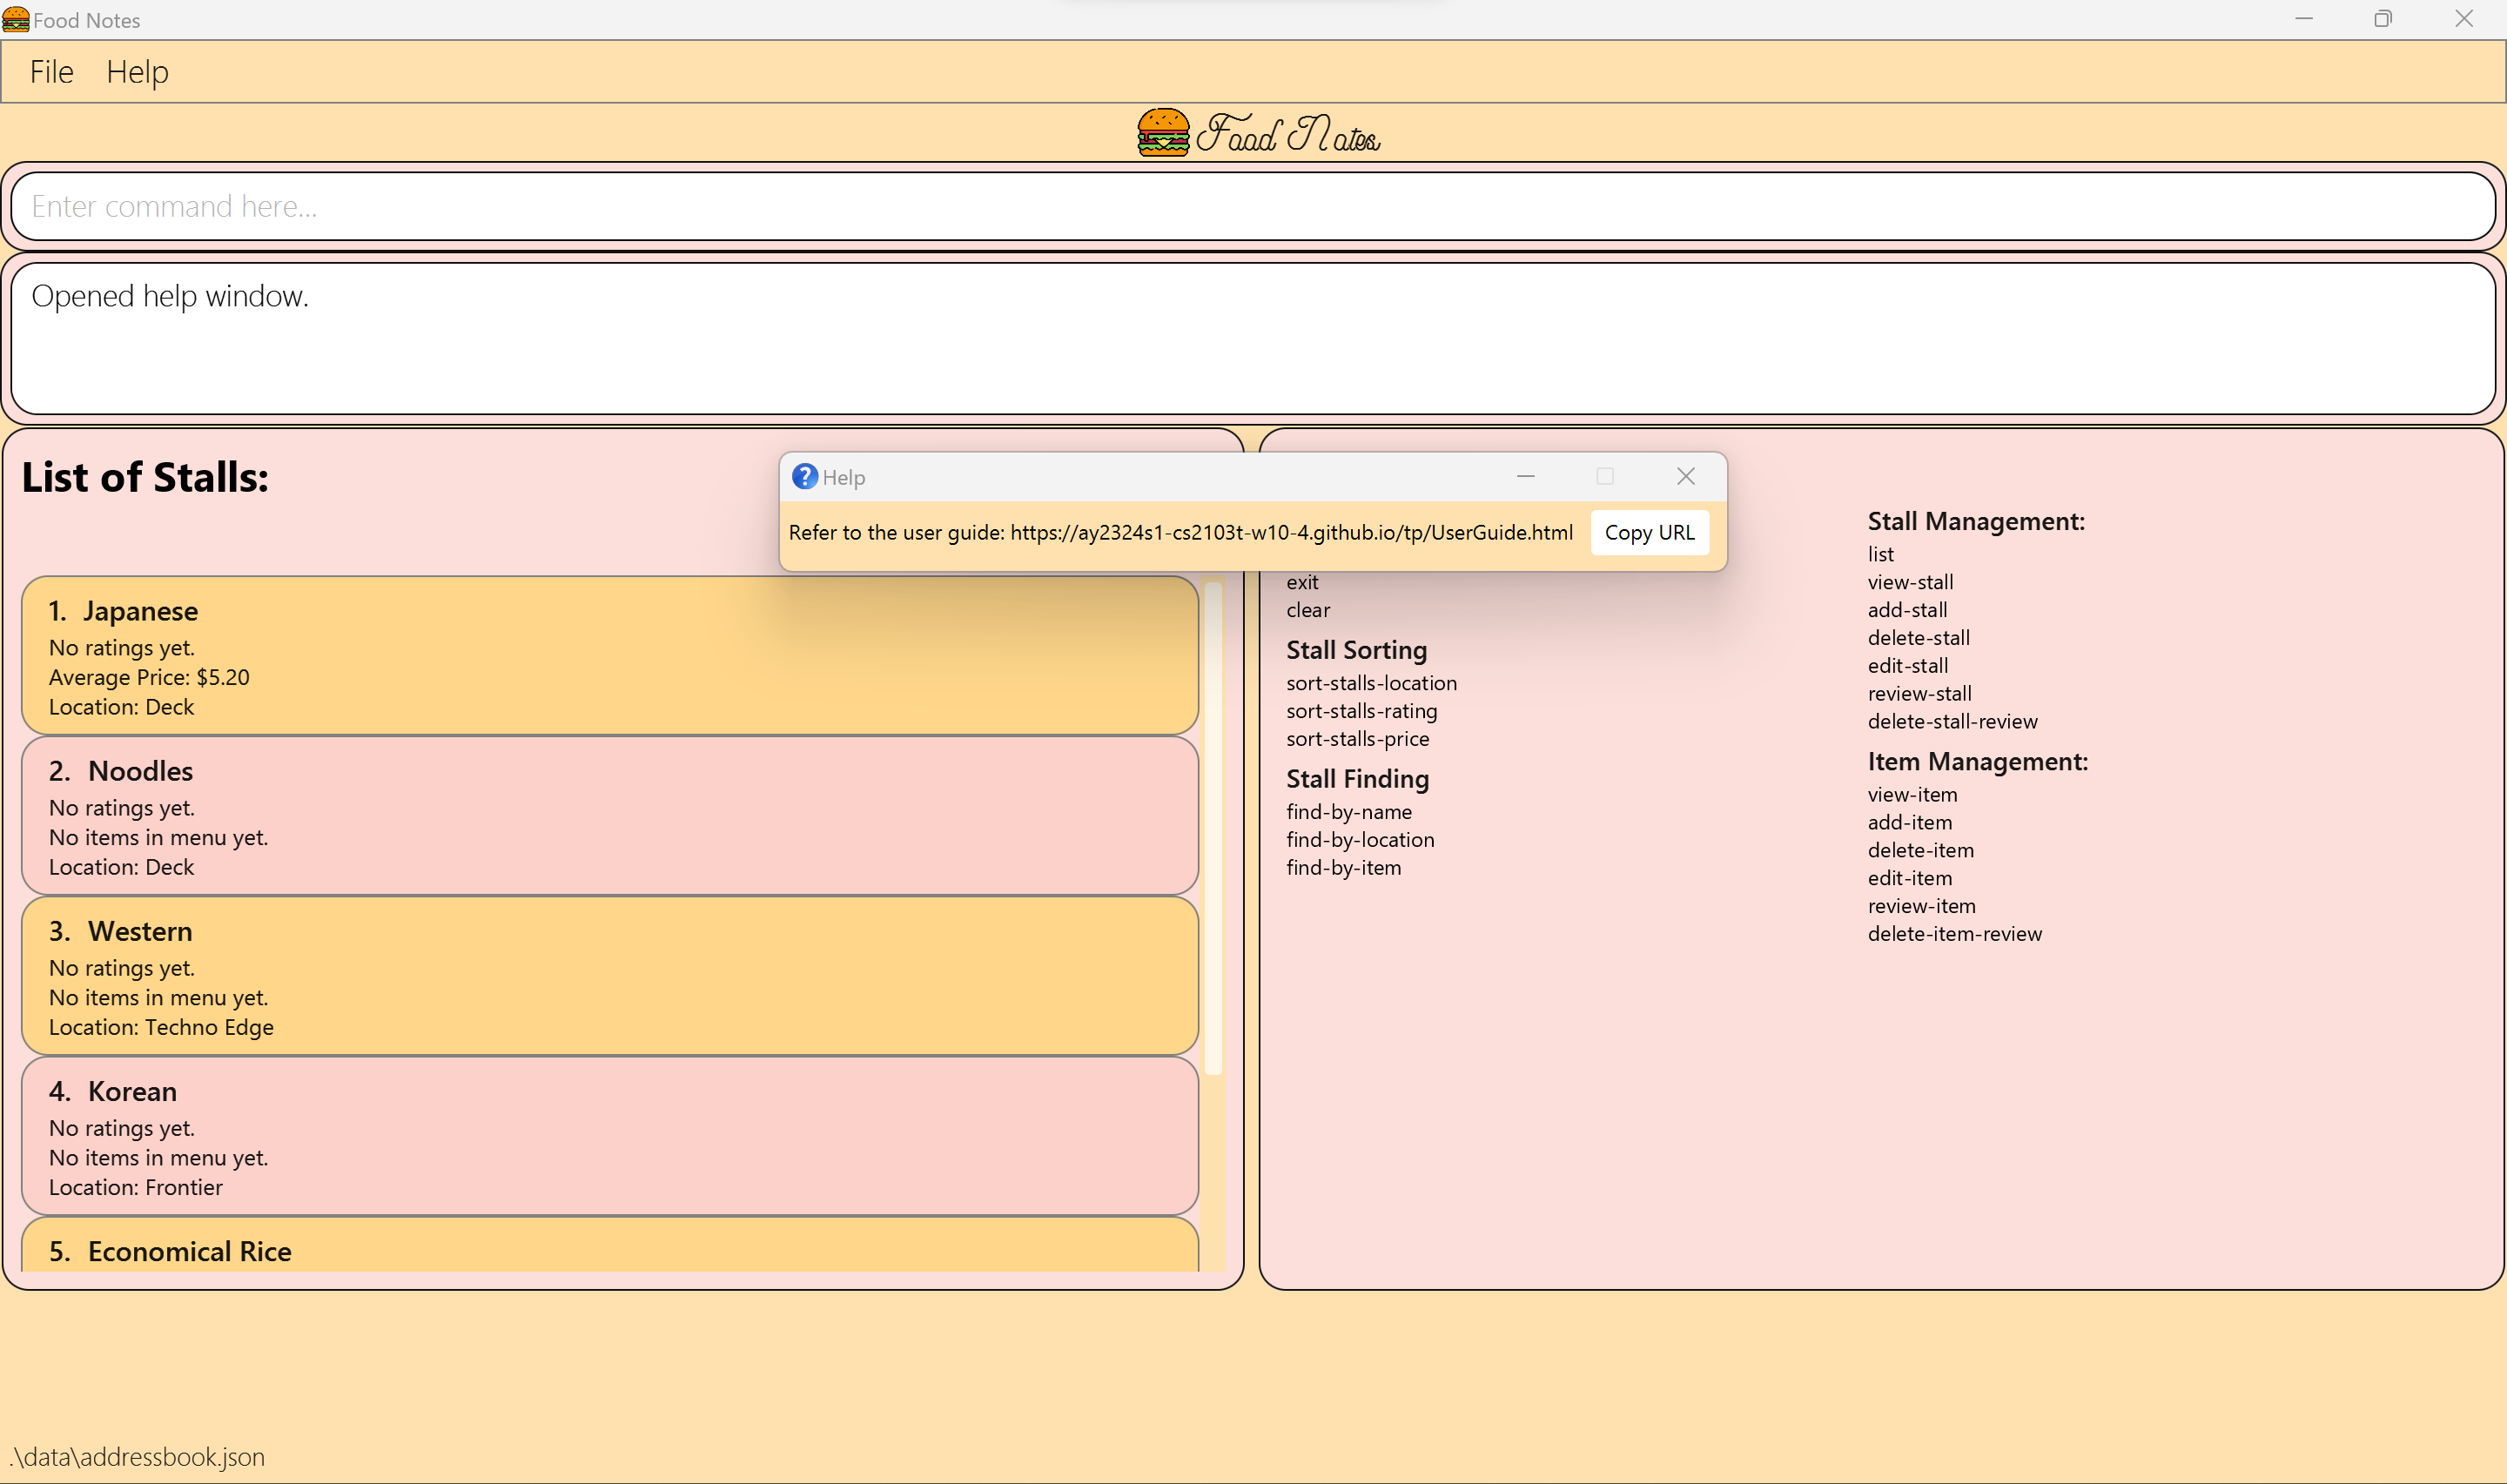 Food Notes
File Help
Food Notes
Enter command here...
Opened help window.
List of Stalls:
1. Japanese
No ratings yet.
Average Price: $5.20
Location: Deck
2. Noodles
No ratings yet.
No items in menu yet.
Location: Deck
3. Western
No ratings yet.
No items in menu yet.
Location: Techno Edge
4. Korean
No ratings yet.
No items in menu yet.
Location: Frontier
5. Economical Rice
Help
Refer to the user guide: https://ay2324s1-cs2103t-w10-4.github.io/tp/UserGuide.html
Copy URL
exit
clear
Stall Sorting
sort-stalls-location
sort-stalls-rating
sort-stalls-price
Stall Finding
find-by-name
find-by-location
find-by-item
Stall Management:
list
view-stall
add-stall
delete-stall
edit-stall
review-stall
delete-stall-review
Item Management:
view-item
add-item
delete-item
edit-item
review-item
delete-item-review
.\data\addressbook.json